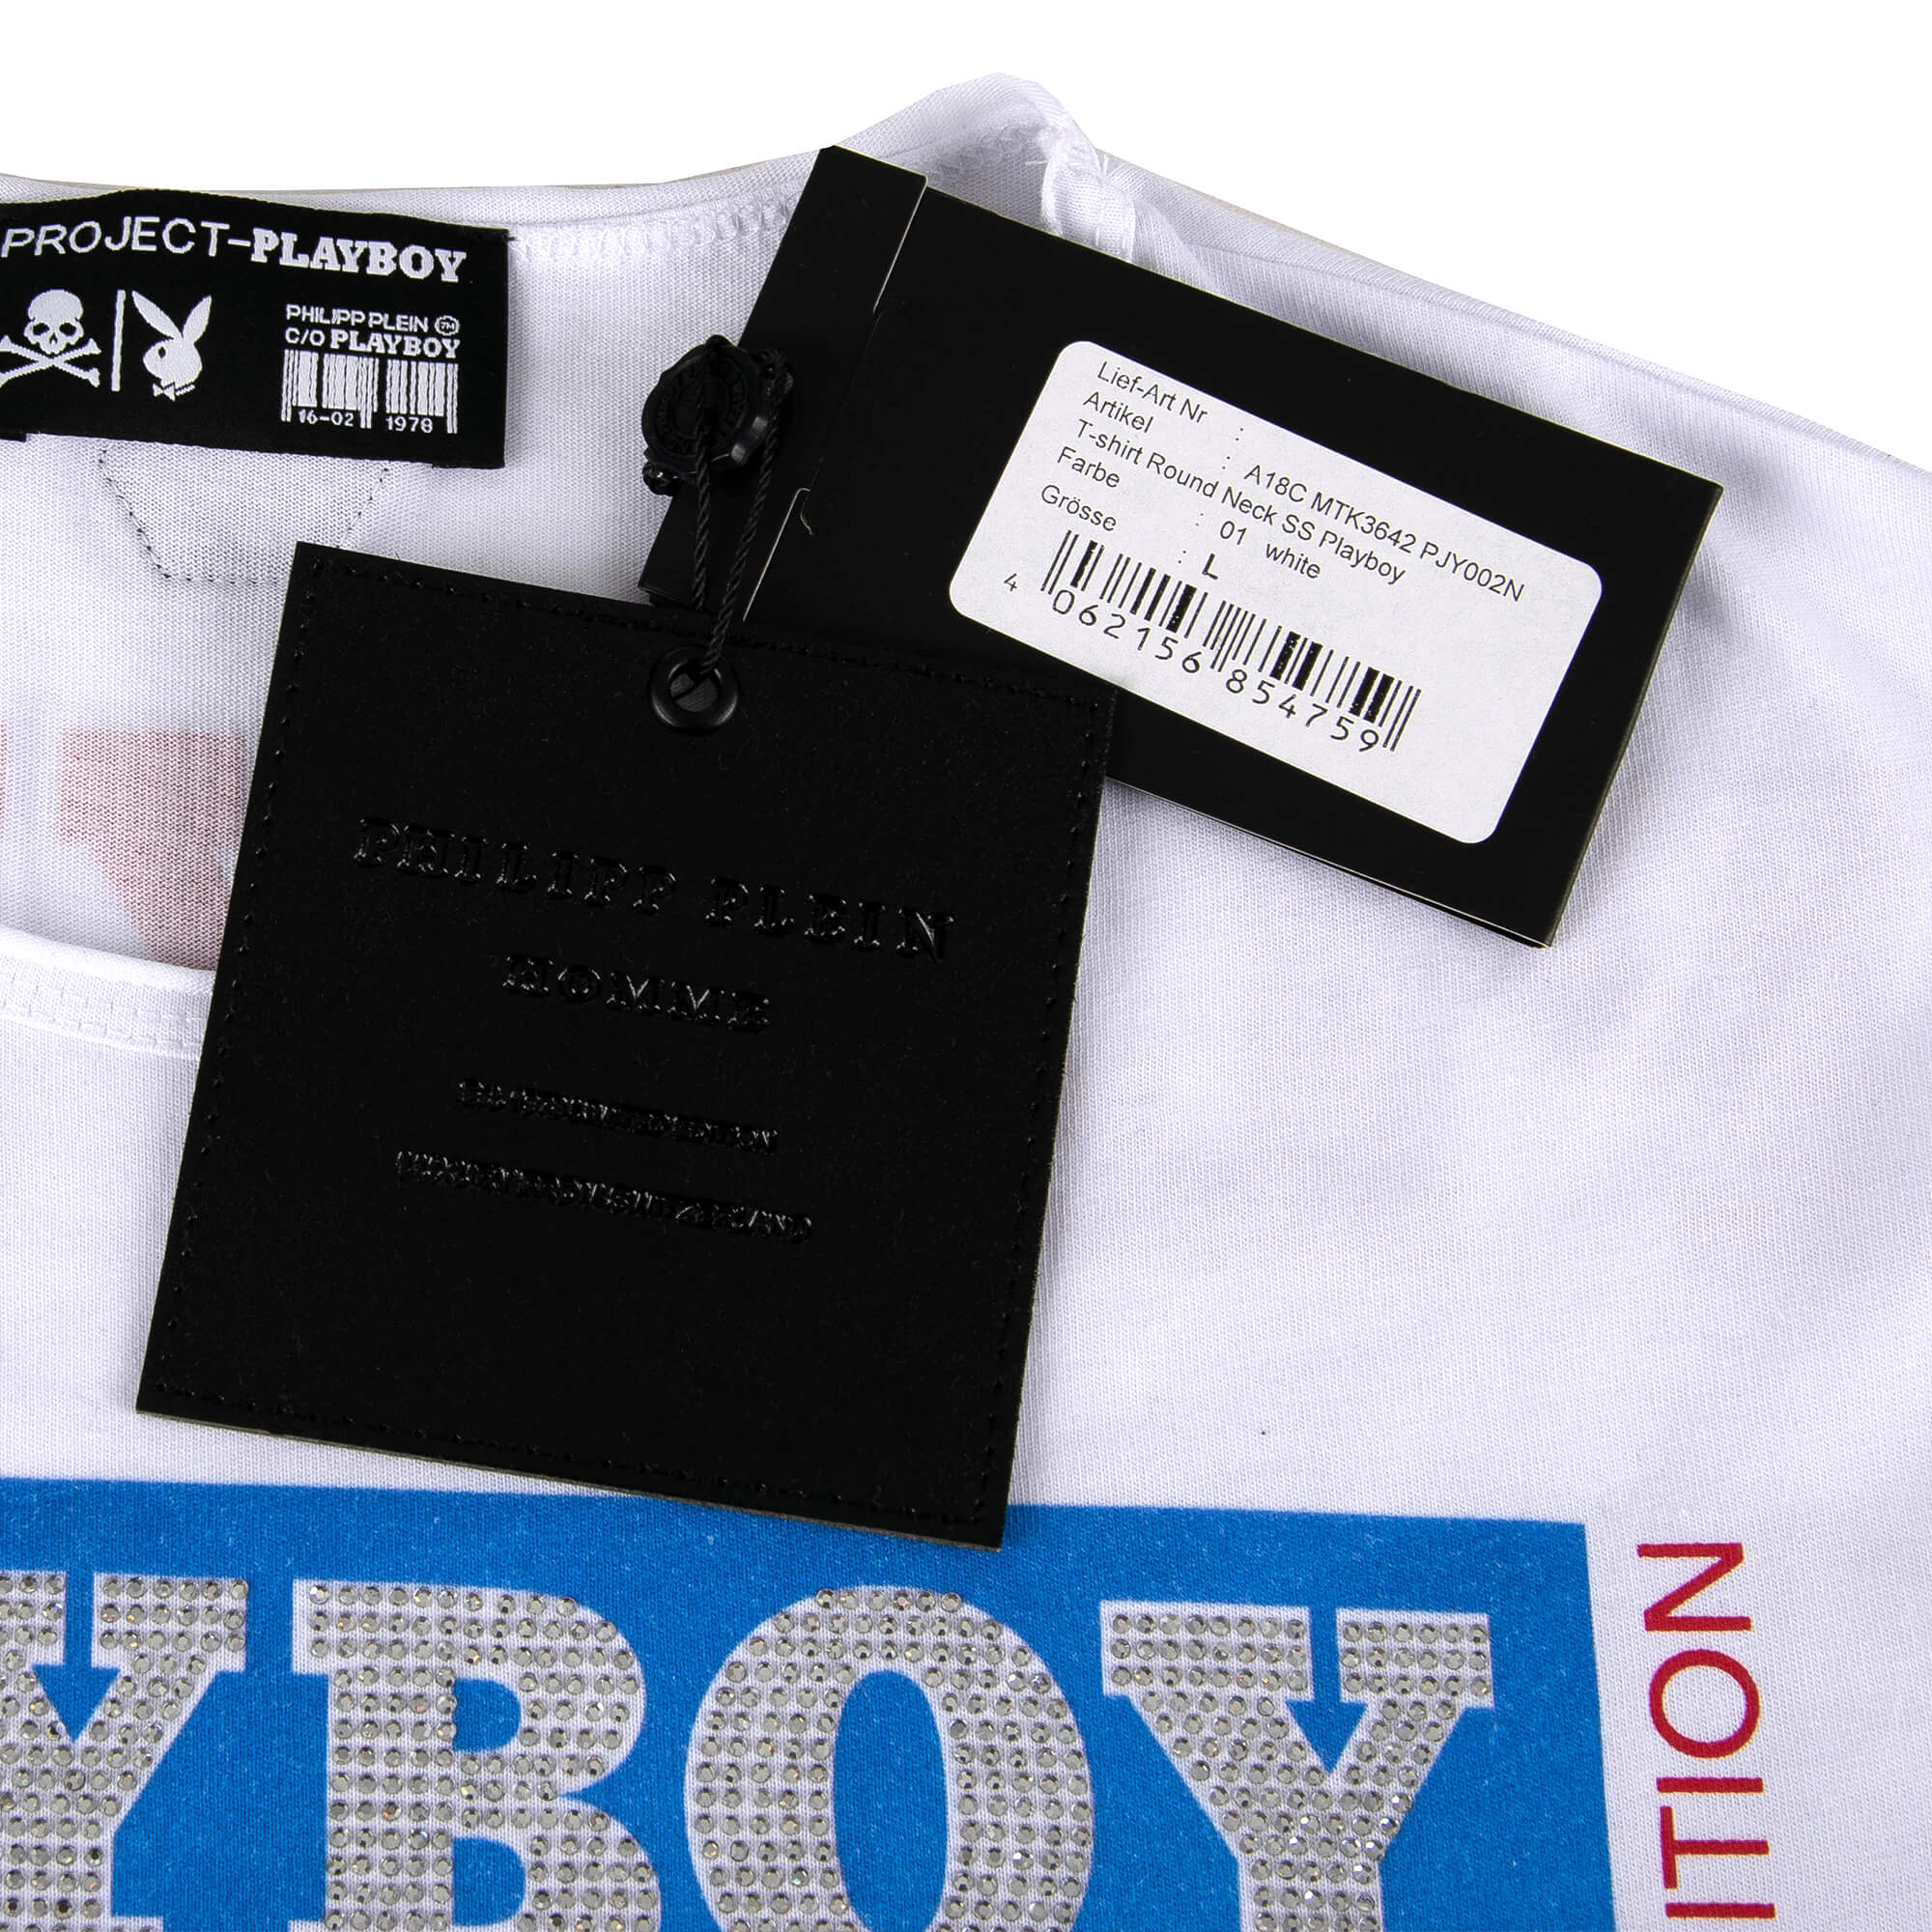 PROJECT-PLAYBOY
PHILIPP PLEIN TM
C/O PLAYBOY
16-02 1978
Lief-Art Nr : A18C MTK3642 PJY002N
Artikel :
T-shirt Round Neck SS Playboy
Farbe : 01 white
Grösse : L
4 062156 854759
PHILIPP PLEIN
HOMME
YBOY
ITION